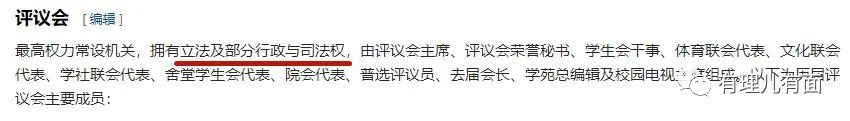 评议会 [编辑]
最高权力常设机关，拥有立法及部分行政与司法权，由评议会主席、评议会荣誉秘书、学生会干事、体育联会代表、文化联会
代表、学社联会代表、舍堂学生会代表、院会代表、普选评议员、去届会长、学苑总编辑及校园电视 组成。以下为历届评
议会主要成员：
有理儿有面